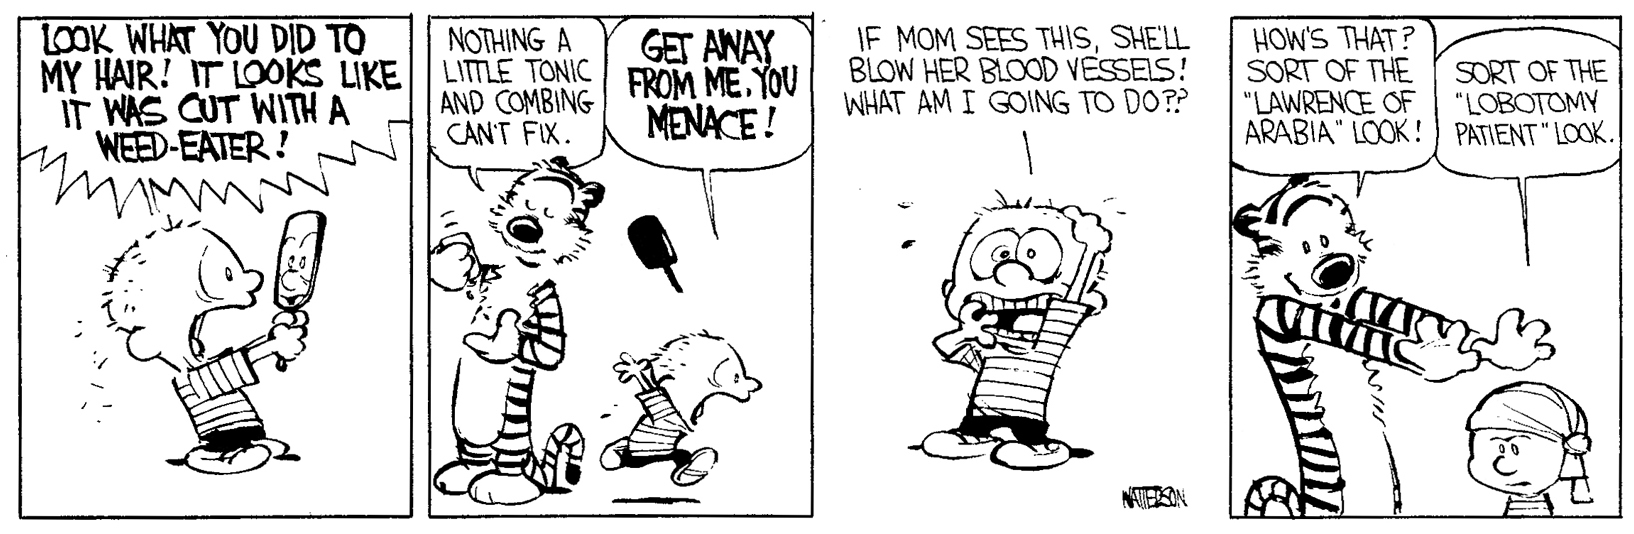 LOOK WHAT YOU DID TO
MY HAIR! IT LOOKS LIKE
IT WAS CUT WITH A
WEED-EATER!
NOTHING A
LITTLE TONIC
AND COMBING
CAN'T FIX.
GET AWAY
FROM ME, YOU
MENACE!
IF MOM SEES THIS, SHE'LL
BLOW HER BLOOD VESSELS!
WHAT AM I GOING TO DO??
WATTERSON
HOW'S THAT?
SORT OF THE
"LAWRENCE OF
ARABIA" LOOK!
SORT OF THE
"LOBOTOMY
PATIENT" LOOK.